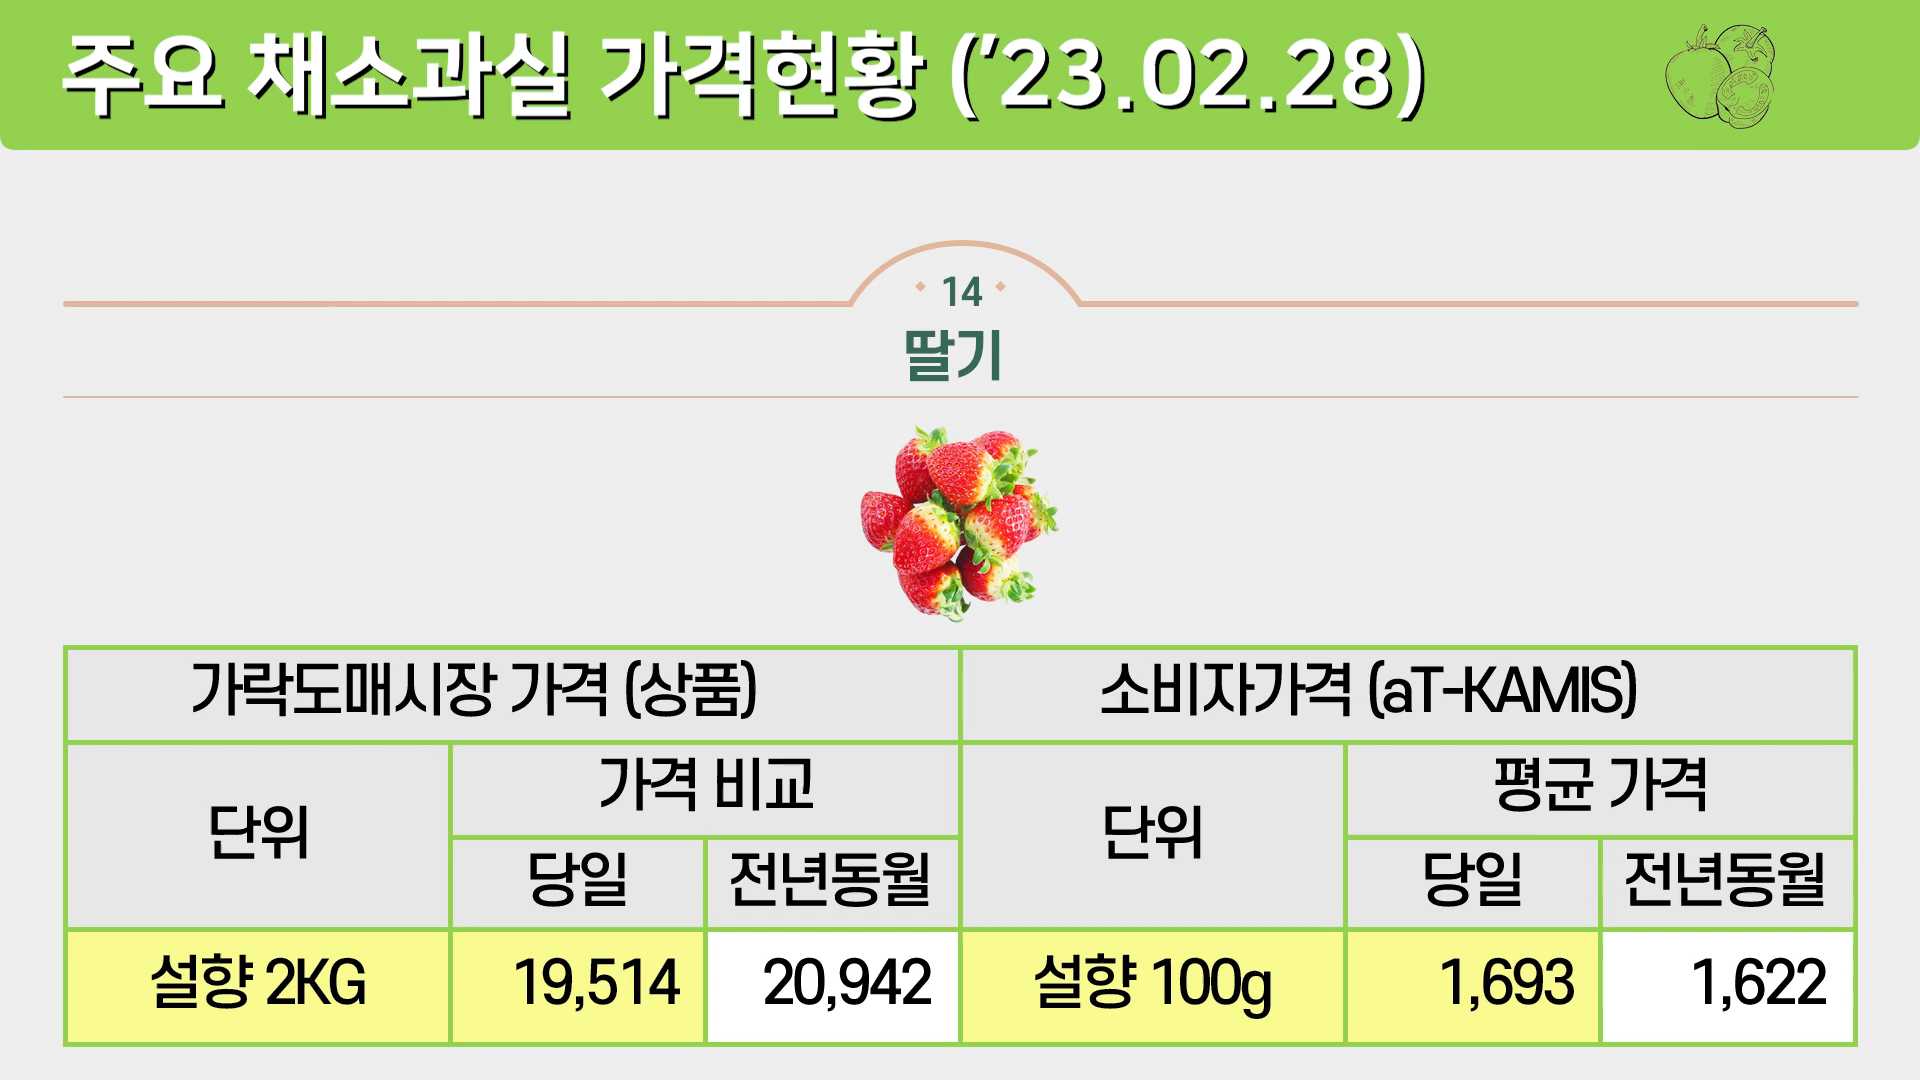 주요 채소과실 가격현황 (’23.02.28)
14
딸기
가락도매시장 가격 (상품) 소비자가격 (aT-KAMIS)
단위 가격 비교 단위 평균 가격
당일 전년동월 당일 전년동월
설향 2KG 19,514 20,942 설향 100g 1,693 1,622